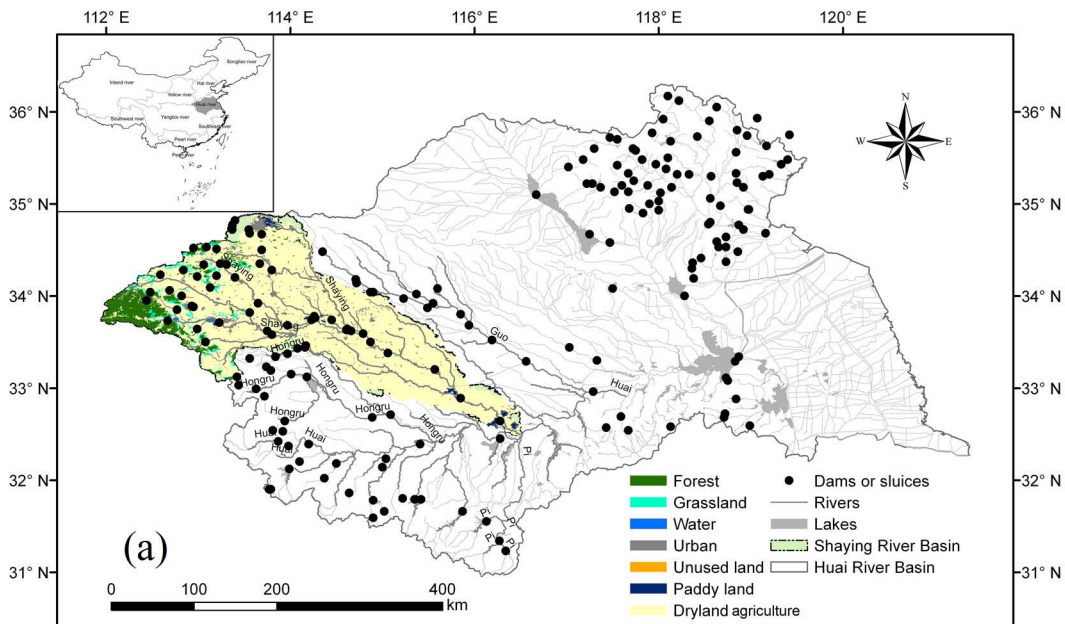 112° E
114° E
116° E
118° E
120° E
Songliao river
Inland river
Hai river
Yellow river
Huai river
Yangtze river
Southwest river
Southeast river
Pearl river
N
W
E
S
36° N
36° N
35° N
35° N
34° N
34° N
33° N
33° N
32° N
32° N
31° N
31° N
Shaying
Shaying
Shaying
Guo
Hongru
Huai
Hongru
Hongru
Hongru
Hongru
Hongru
Huai
Huai
Huai
Pi
Pi
Pi
Pi
Pi
(a)
0
100
200
400
km
Forest
Grassland
Water
Urban
Unused land
Paddy land
Dryland agriculture
Dams or sluices
Rivers
Lakes
Shaying River Basin
Huai River Basin